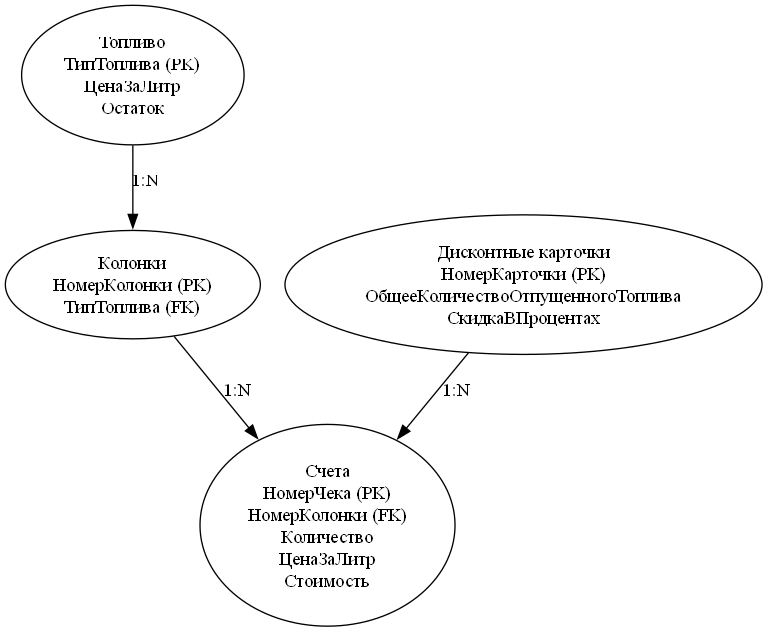 Топливо
ТипТоплива (PK)
ЦенаЗаЛитр
Остаток
1:N
Колонки
НомерКолонки (PK)
ТипТоплива (FK)
Дисконтные карточки
НомерКарточки (PK)
ОбщееКоличествоОтпущенногоТоплива
СкидкаВПроцентах
1:N
1:N
Счета
НомерЧека (PK)
НомерКолонки (FK)
Количество
ЦенаЗаЛитр
Стоимость